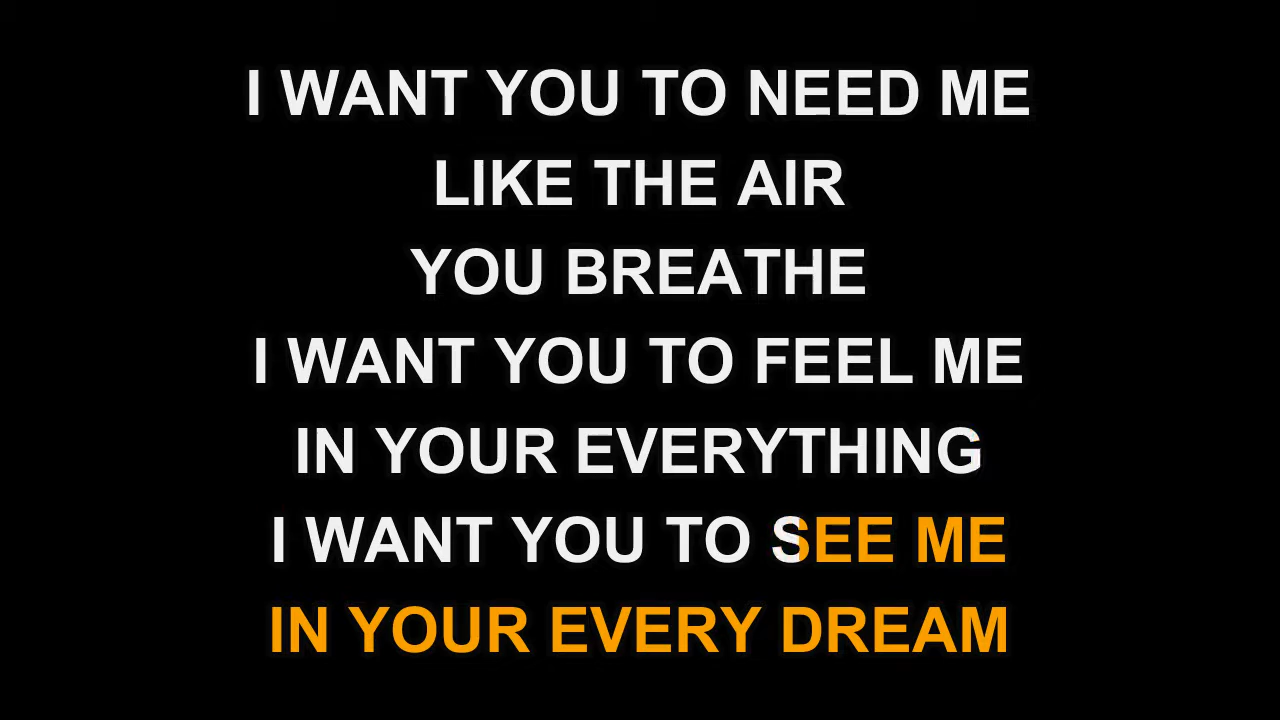 I WANT YOU TO NEED ME
LIKE THE AIR
YOU BREATHE
I WANT YOU TO FEEL ME
IN YOUR EVERYTHING
I WANT YOU TO SEE ME
IN YOUR EVERY DREAM